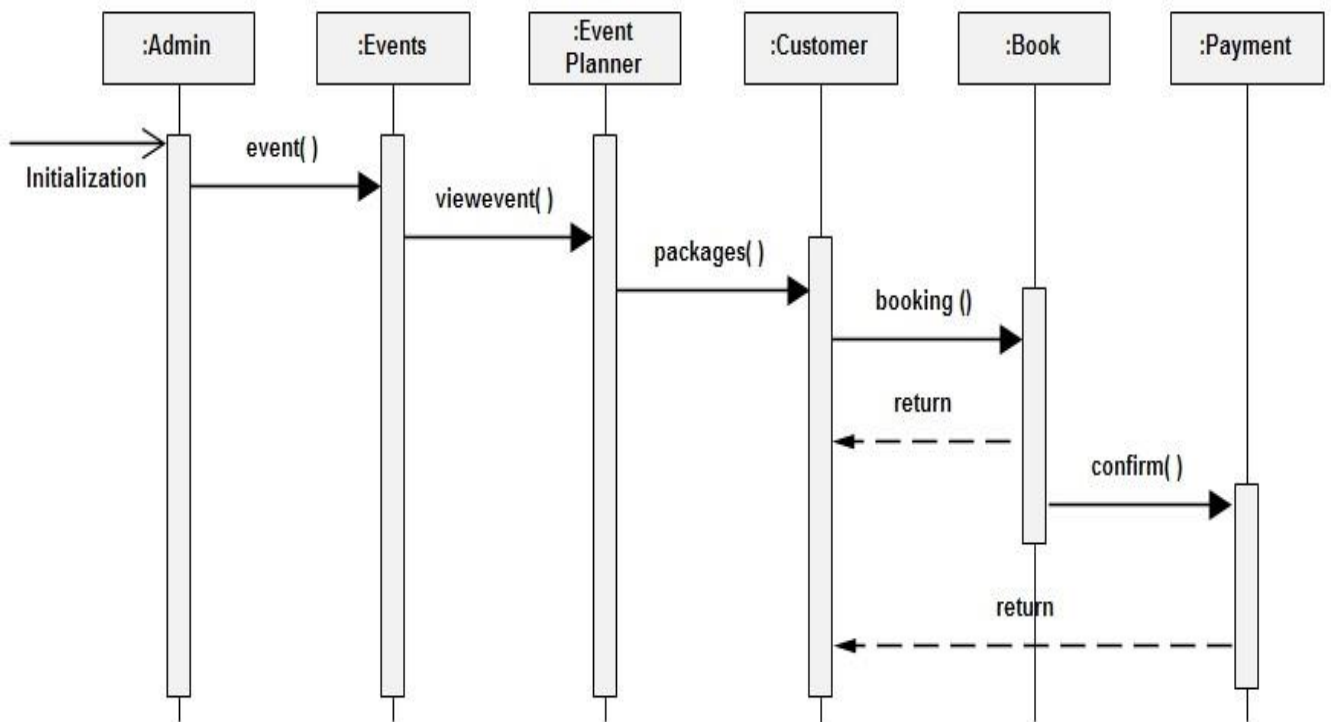 :Admin
:Events
:Event
Planner
:Customer
:Book
:Payment
Initialization
event( )
viewevent( )
packages( )
booking ()
return
confirm( )
return